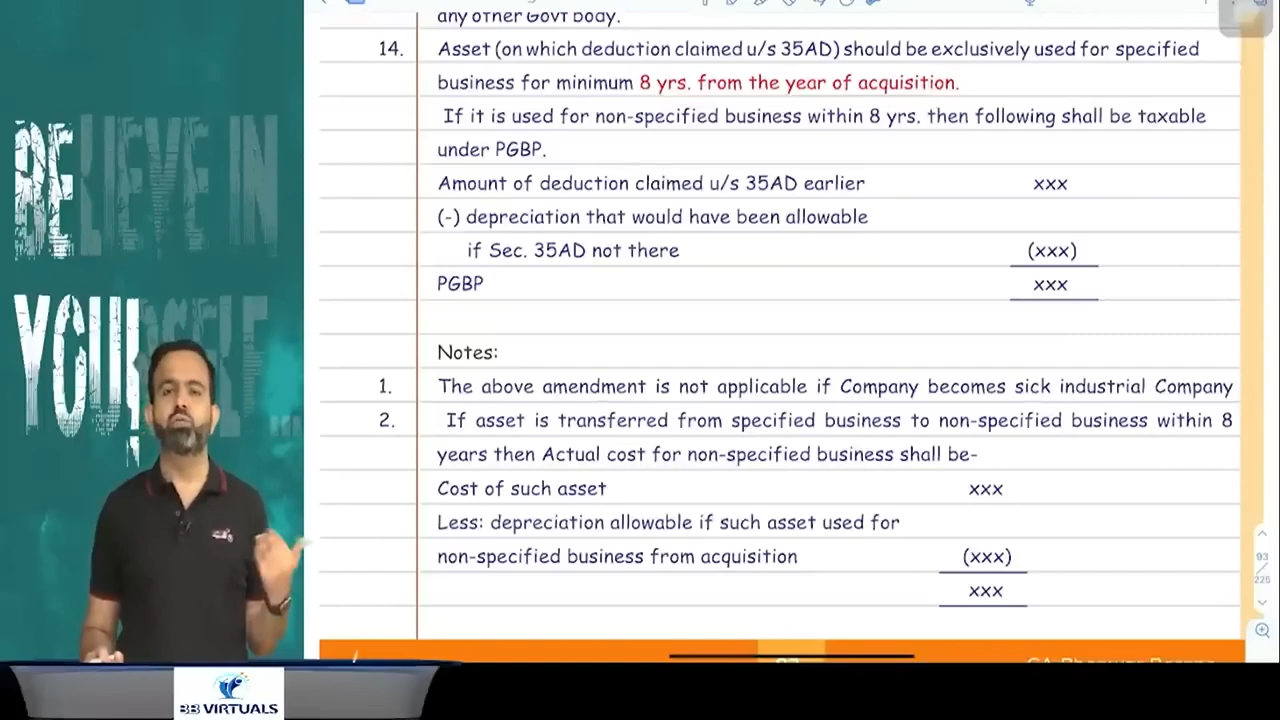 BELIEVE IN
YOURSELF...
any other Govt body.
14. Asset (on which deduction claimed u/s 35AD) should be exclusively used for specified
business for minimum 8 yrs. from the year of acquisition.
If it is used for non-specified business within 8 yrs. then following shall be taxable
under PGBP.
Amount of deduction claimed u/s 35AD earlier xxx
(-) depreciation that would have been allowable
if Sec. 35AD not there (xxx)
PGBP xxx
Notes:
1. The above amendment is not applicable if Company becomes sick industrial Company
2. If asset is transferred from specified business to non-specified business within 8
years then Actual cost for non-specified business shall be-
Cost of such asset xxx
Less: depreciation allowable if such asset used for
non-specified business from acquisition (xxx)
xxx
93
/
225
BB VIRTUALS